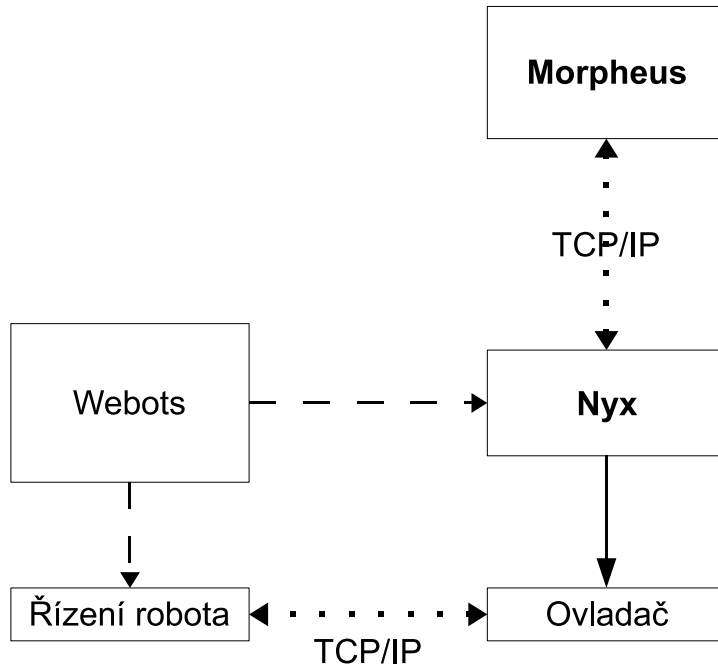 Morpheus
TCP/IP
Webots
Nyx
Řízení robota
Ovladač
TCP/IP